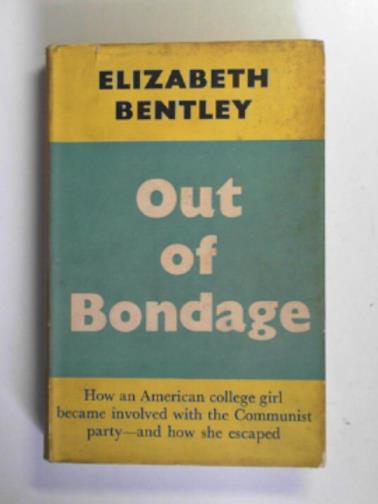 ELIZABETH
BENTLEY
Out
of
Bondage
How an American college girl
became involved with the Communist
party—and how she escaped